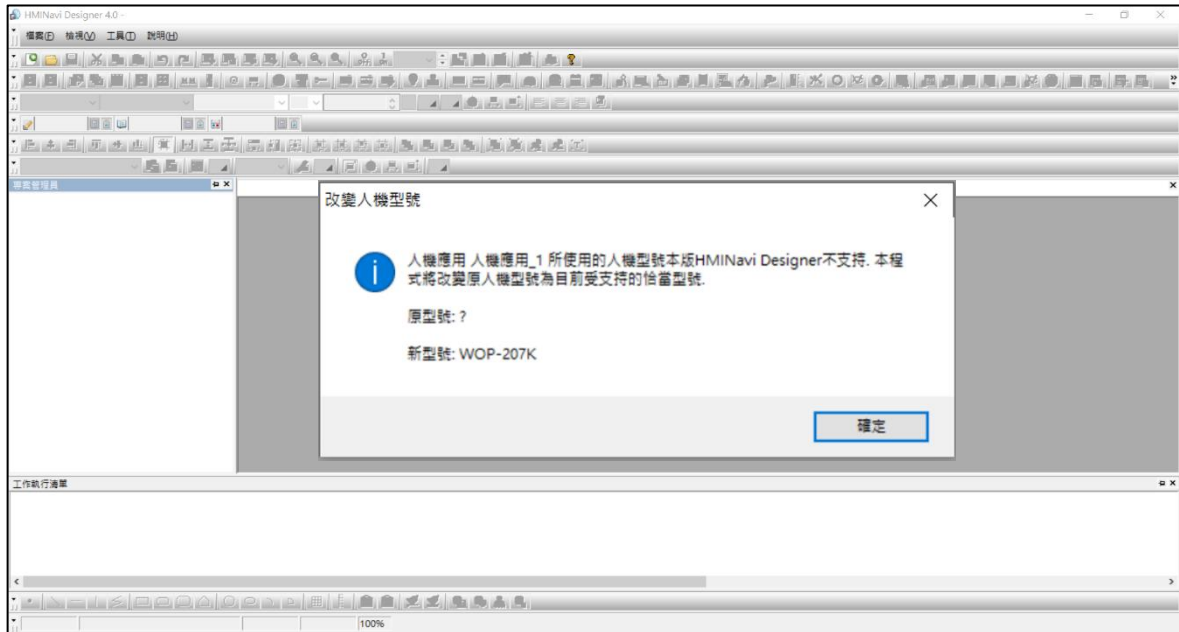 HMINavi Designer 4.0 -
檔案(F) 檢視(V) 工具(T) 說明(H)
專案管理員
改變人機型號
人機應用 人機應用_1 所使用的人機型號本版HMINavi Designer不支持. 本程
式將改變原人機型號為目前受支持的恰當型號.
原型號: ?
新型號: WOP-207K
確定
工作執行清單
100%